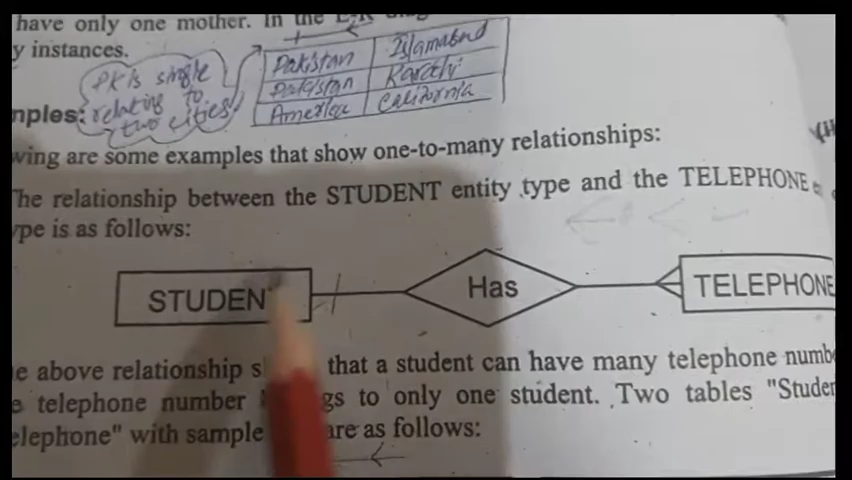 have only one mother. In the E-R
y instances.
Pakistan Islamabad
Pakistan Karachi
America California
PK is single
relating to
two cities
nples:
wing are some examples that show one-to-many relationships:
The relationship between the STUDENT entity type and the TELEPHONE e
ype is as follows:
STUDEN Has TELEPHONE
e above relationship s that a student can have many telephone numbe
e telephone number gs to only one student. Two tables "Studen
elephone" with sample are as follows: